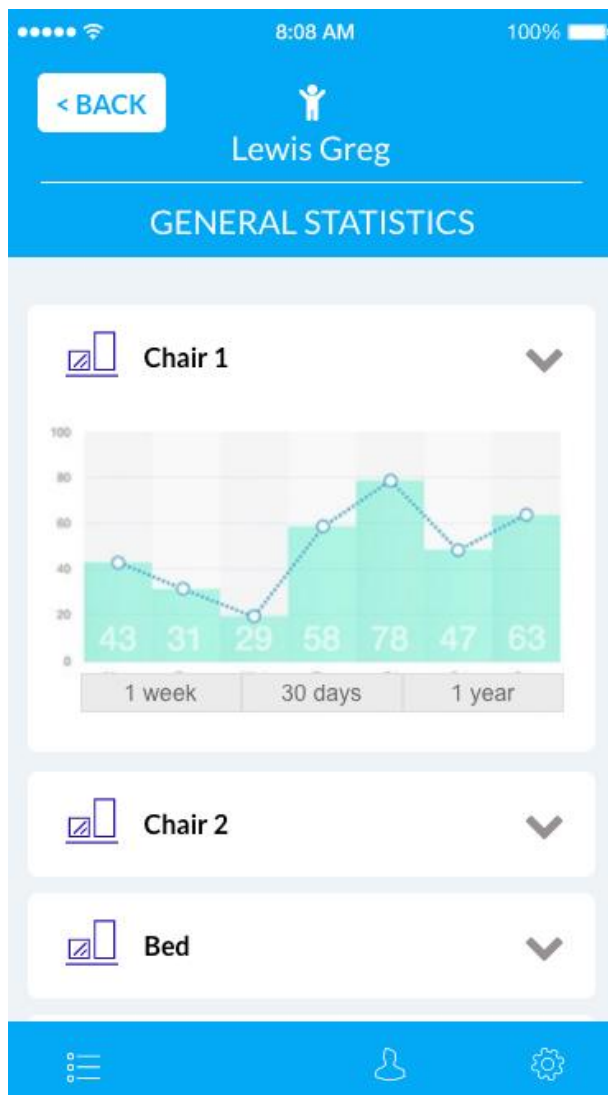 8:08 AM 100%
< BACK
Lewis Greg
GENERAL STATISTICS
Chair 1
100
80
60
40
20
0
43 31 29 58 78 47 63
1 week 30 days 1 year
Chair 2
Bed